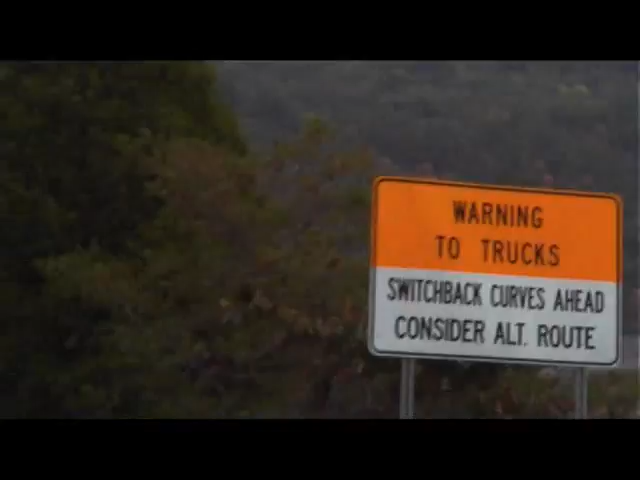 WARNING
TO TRUCKS
SWITCHBACK CURVES AHEAD
CONSIDER ALT. ROUTE